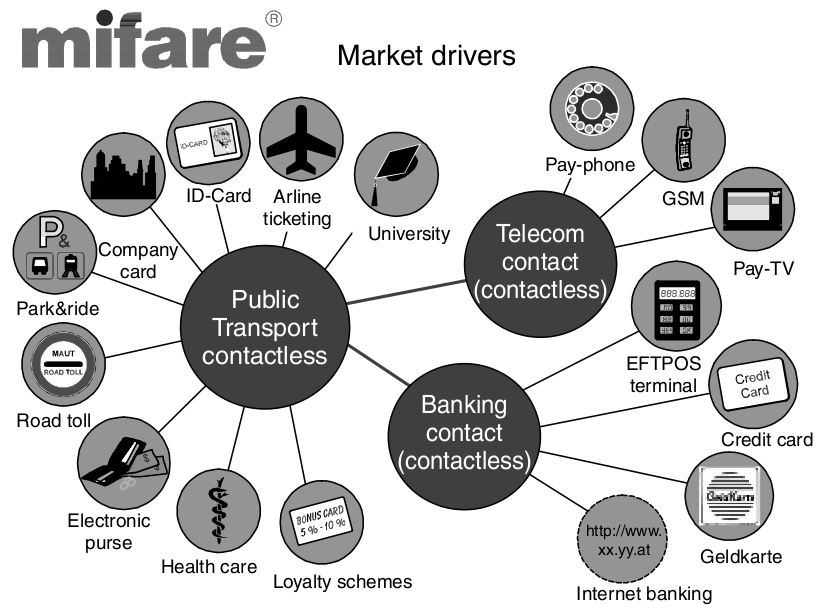 mifare®
Market drivers
ID-CARD
ID-Card
Arline
ticketing
University
Company
card
P&
Park&ride
MAUT
ROAD TOLL
Road toll
Electronic
purse
Health care
BONUS CARD
5 % - 10 %
Loyalty schemes
Public
Transport
contactless
Pay-phone
GSM
Pay-TV
Telecom
contact
(contactless)
888.888
EFTPOS
terminal
Credit
Card
Credit card
Banking
contact
(contactless)
GeldKarte
Geldkarte
http://www.
xx.yy.at
Internet banking